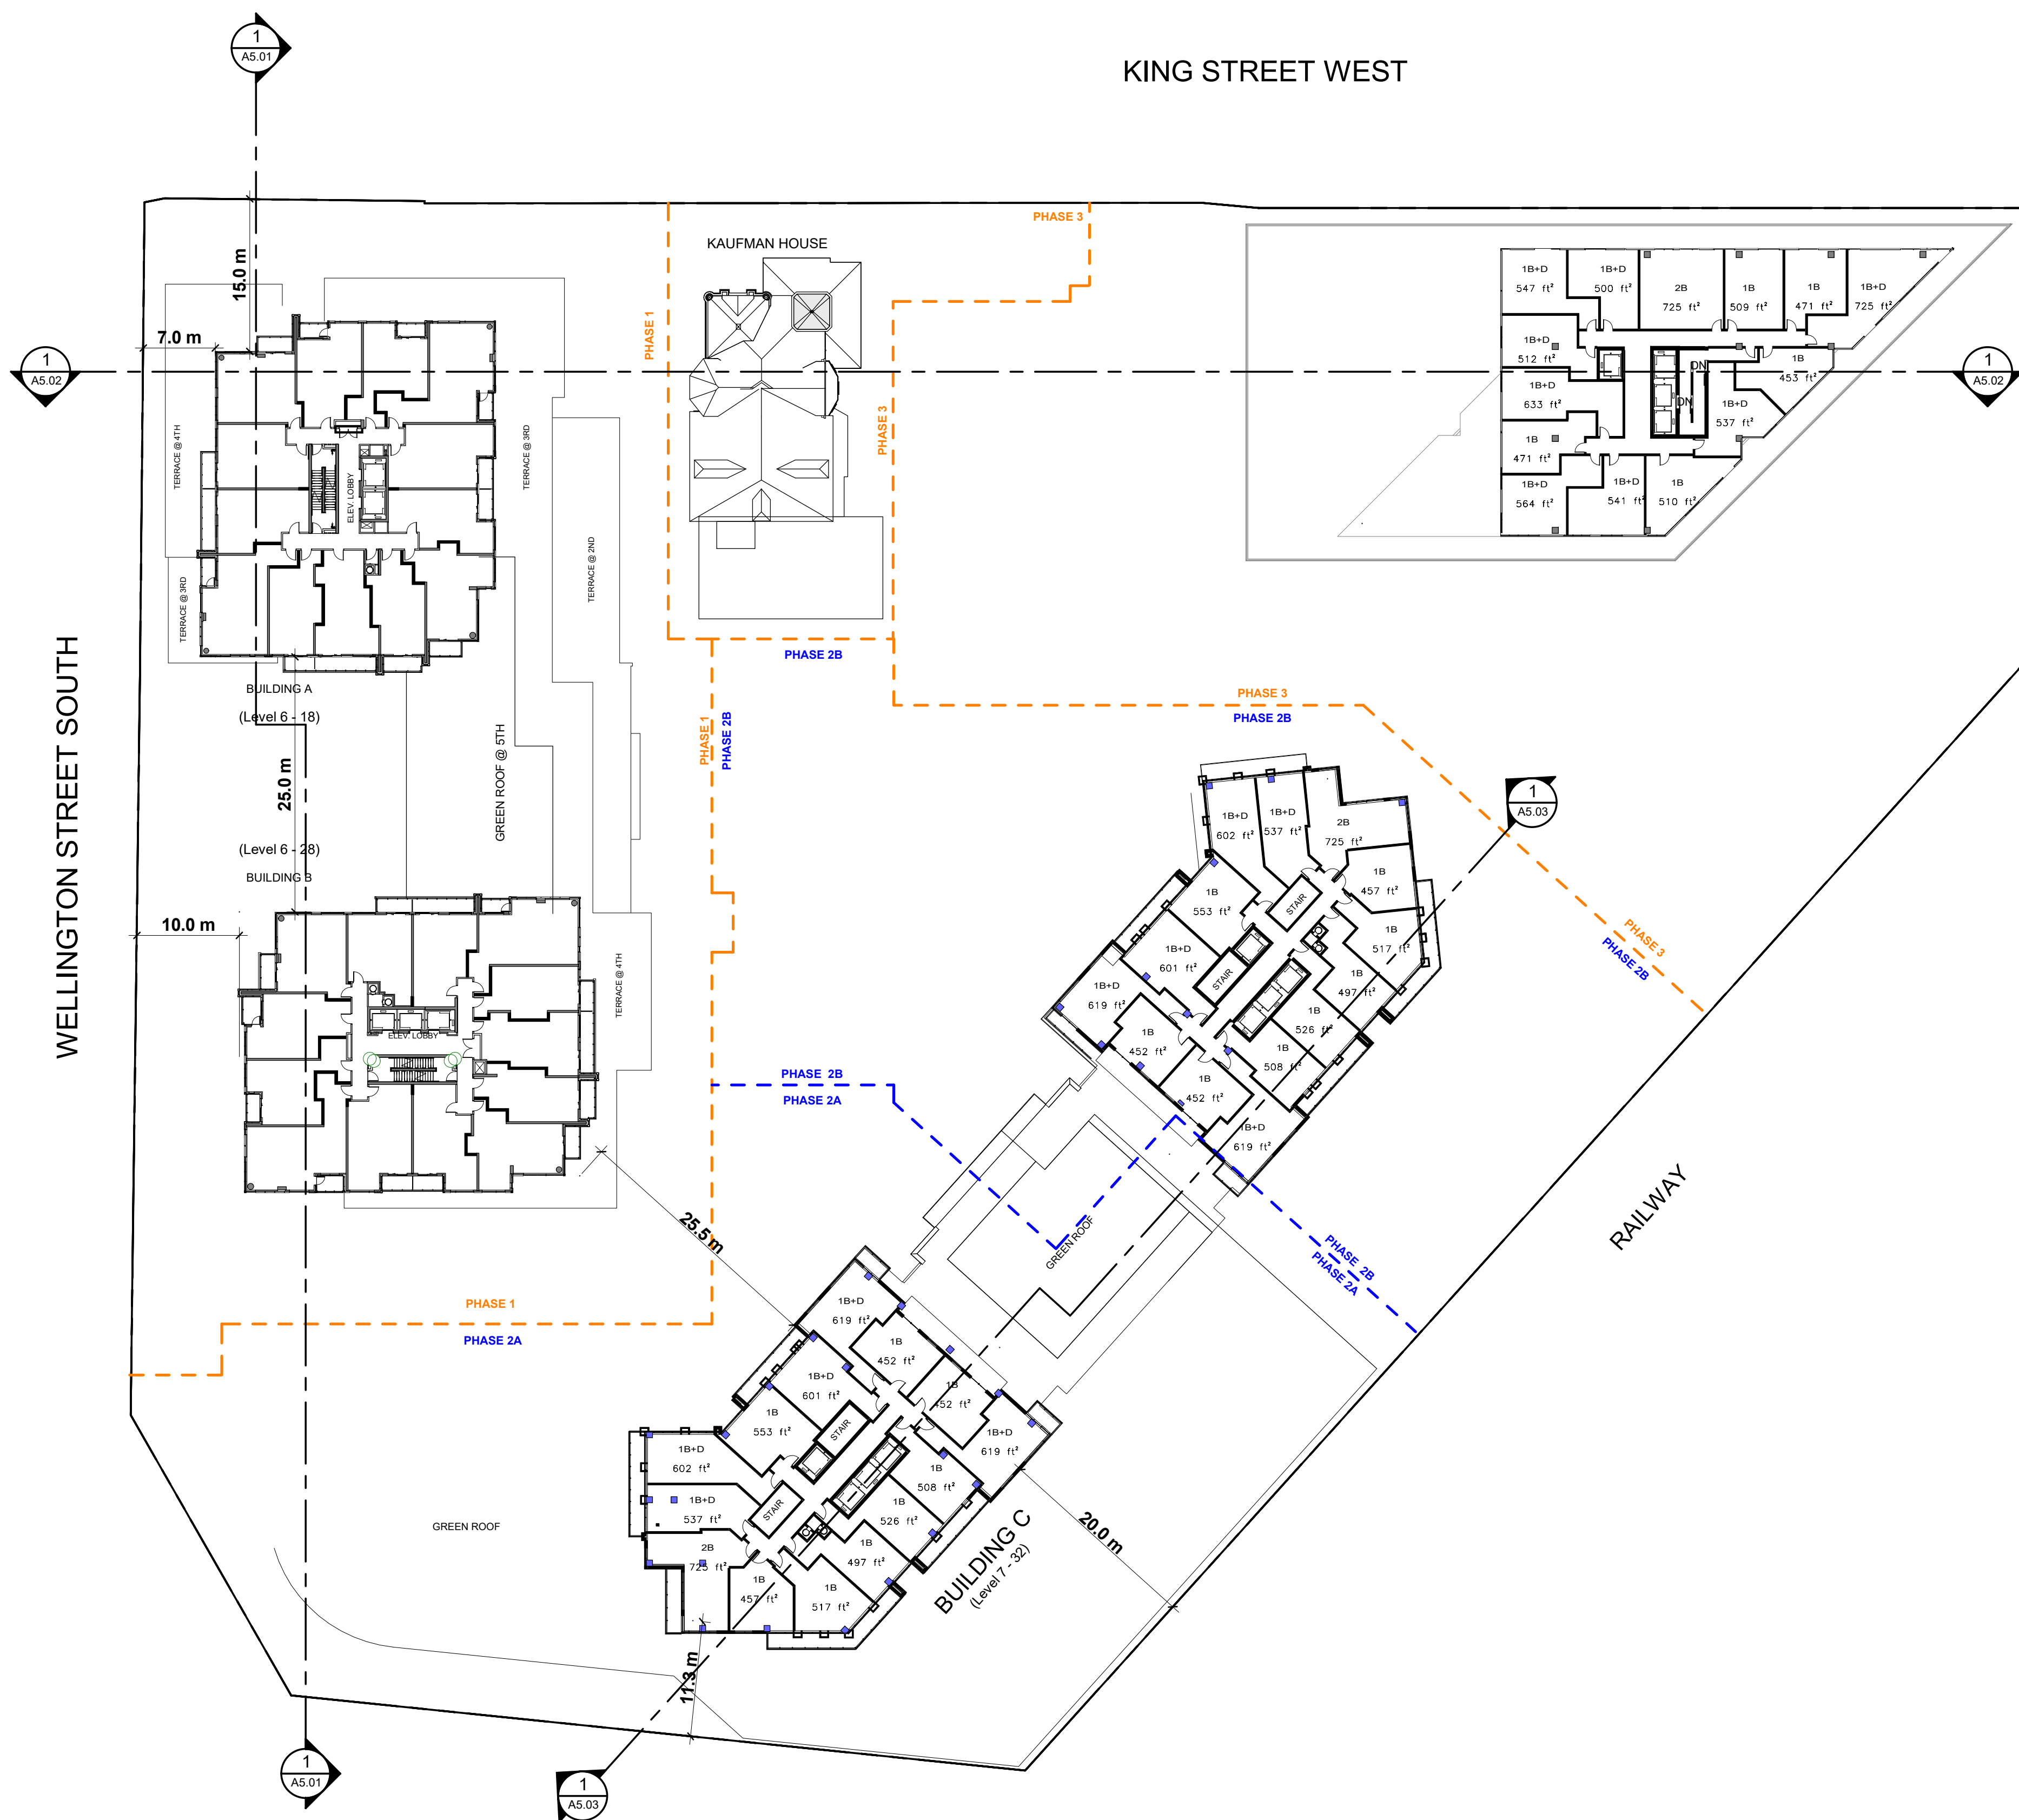 1
A5.01
KING STREET WEST
15.0 m
7.0 m
1
A5.02
TERRACE @ 4TH
TERRACE @ 3RD
ELEV. LOBBY
TERRACE @ 3RD
TERRACE @ 2ND
BUILDING A
(Level 6 - 18)
25.0 m
GREEN ROOF @ 5TH
(Level 6 - 28)
BUILDING B
10.0 m
ELEV. LOBBY
TERRACE @ 4TH
WELLINGTON STREET SOUTH
PHASE 1
KAUFMAN HOUSE
PHASE 3
PHASE 3
PHASE 2B
PHASE 1
PHASE 2B
PHASE 3
PHASE 2B
1B+D
547 ft²
1B+D
500 ft²
2B
725 ft²
1B
509 ft²
1B
471 ft²
1B+D
725 ft²
1B+D
512 ft²
DN
DN
1B
453 ft²
1B+D
633 ft²
1B+D
537 ft²
1B
471 ft²
1B+D
564 ft²
1B+D
541 ft²
1B
510 ft²
1
A5.02
1
A5.03
1B+D
602 ft²
1B+D
537 ft²
2B
725 ft²
1B
457 ft²
1B
553 ft²
STAIR
1B
517 ft²
1B+D
601 ft²
STAIR
1B
497 ft²
1B+D
619 ft²
1B
526 ft²
1B
452 ft²
1B
508 ft²
1B
452 ft²
1B+D
619 ft²
PHASE 3
PHASE 2B
PHASE 2B
PHASE 2A
GREEN ROOF
PHASE 2B
PHASE 2A
RAILWAY
25.5 m
PHASE 1
PHASE 2A
1B+D
619 ft²
1B
452 ft²
1B+D
601 ft²
1B
452 ft²
1B
553 ft²
STAIR
1B+D
619 ft²
1B+D
602 ft²
1B
508 ft²
1B+D
537 ft²
STAIR
1B
526 ft²
2B
725 ft²
1B
497 ft²
1B
457 ft²
1B
517 ft²
GREEN ROOF
BUILDING C
(Level 7 - 32)
20.0 m
11.3 m
1
A5.01
1
A5.03